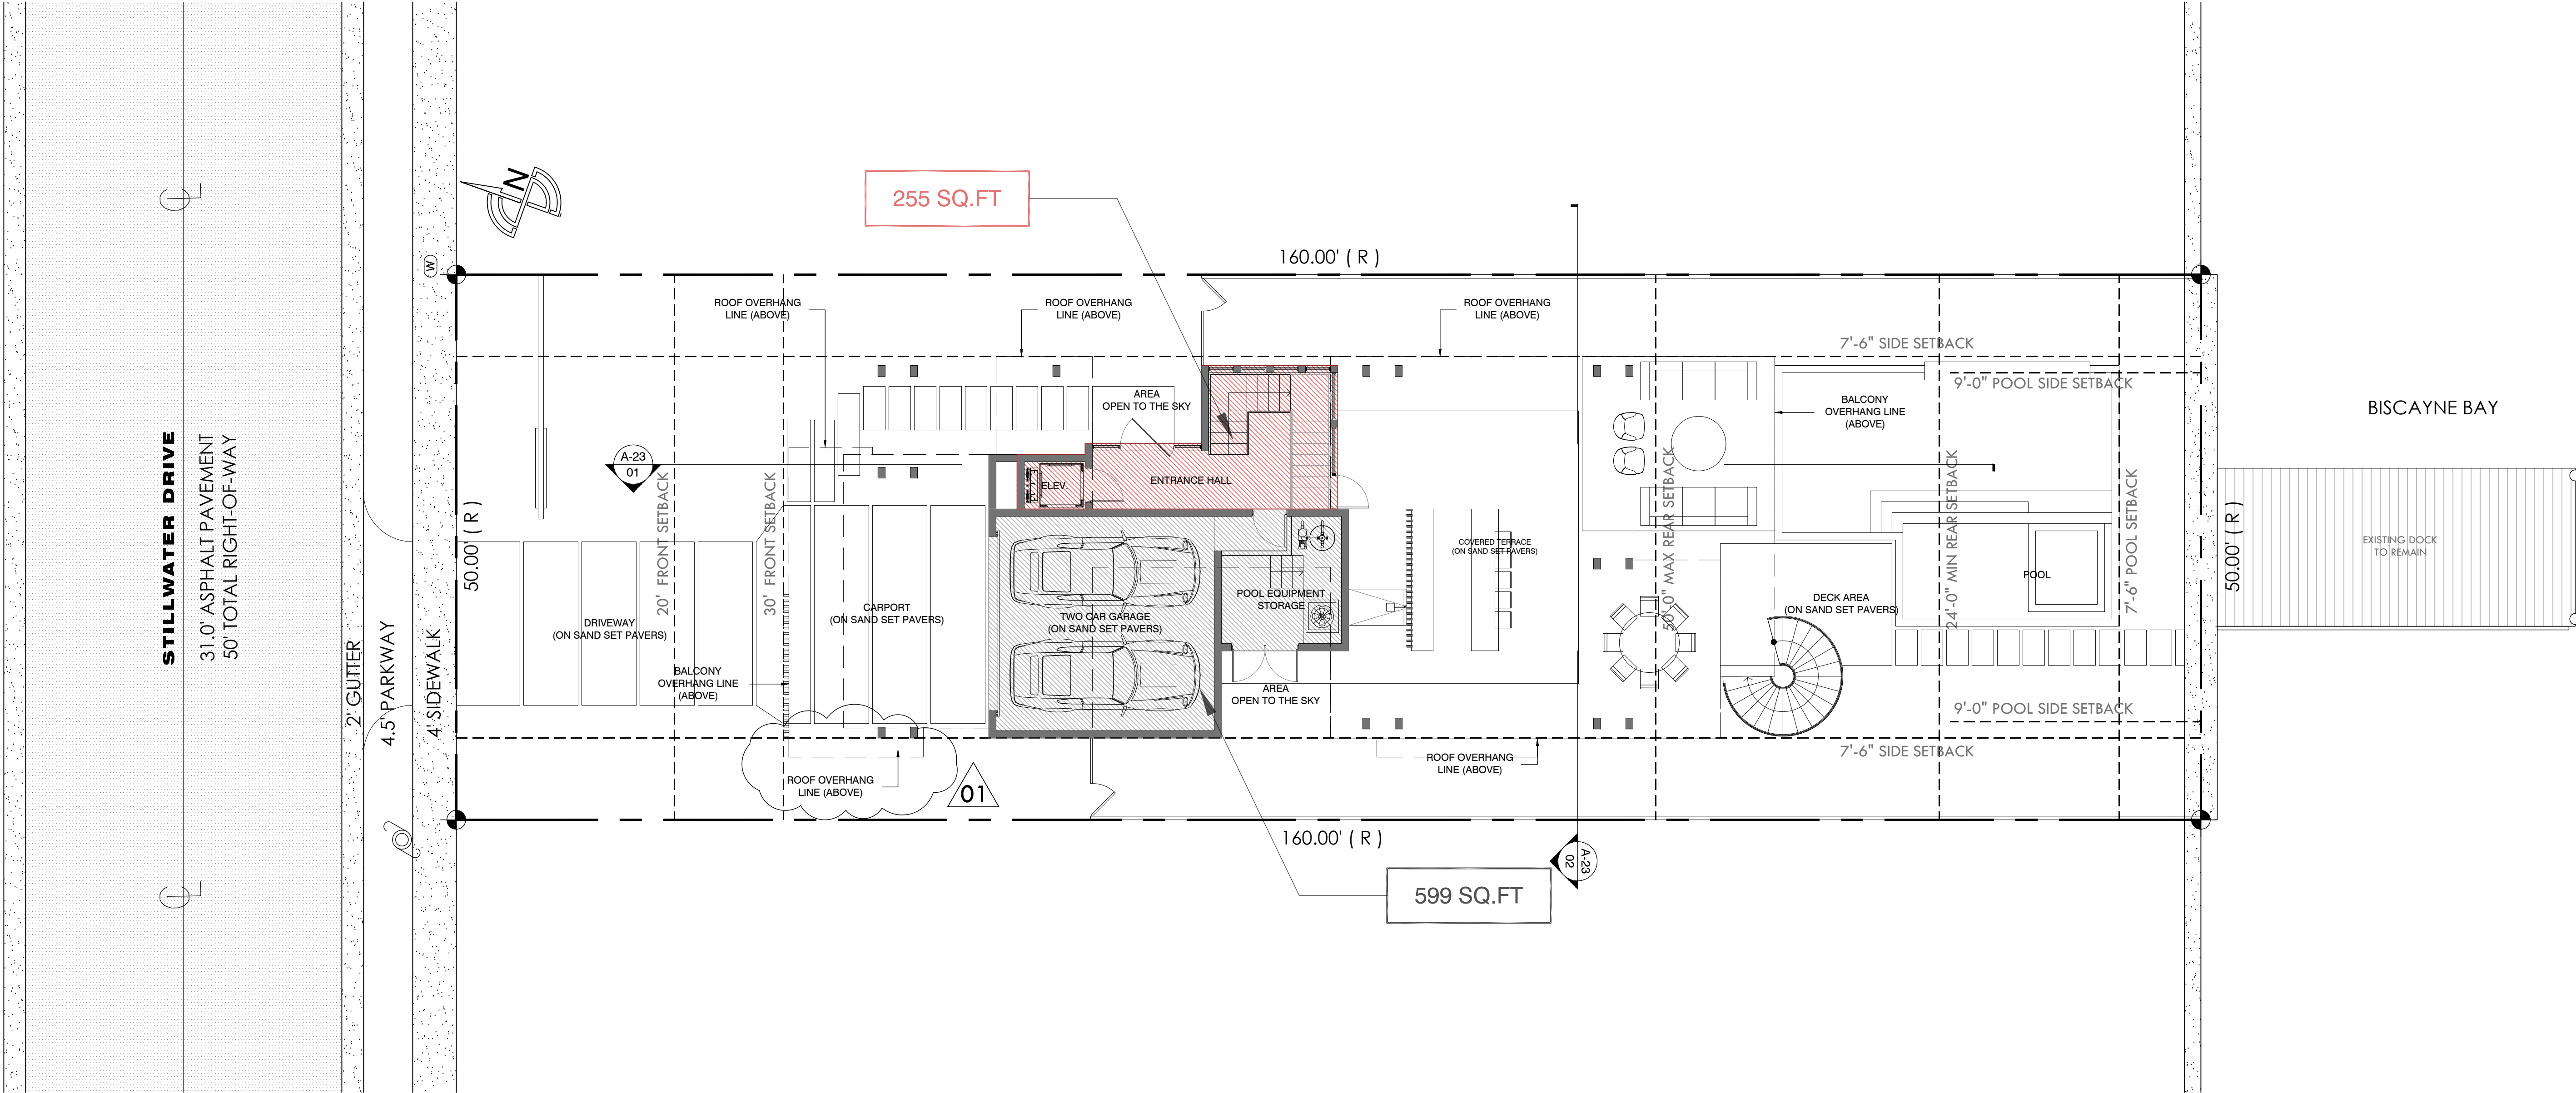 STILLWATER DRIVE
31.0' ASPHALT PAVEMENT
50' TOTAL RIGHT-OF-WAY
2' GUTTER
4.5' PARKWAY
4' SIDEWALK
W
N
255 SQ.FT
160.00' ( R )
50.00' ( R )
ROOF OVERHANG
LINE (ABOVE)
ROOF OVERHANG
LINE (ABOVE)
ROOF OVERHANG
LINE (ABOVE)
7'-6" SIDE SETBACK
9'-0" POOL SIDE SETBACK
AREA
OPEN TO THE SKY
BALCONY
OVERHANG LINE
(ABOVE)
BISCAYNE BAY
A-23
01
20' FRONT SETBACK
30' FRONT SETBACK
ELEV.
ENTRANCE HALL
50'-0" MAX REAR SETBACK
24'-0" MIN REAR SETBACK
7'-6" POOL SETBACK
50.00' ( R )
EXISTING DOCK
TO REMAIN
COVERED TERRACE
(ON SAND SET PAVERS)
POOL
DRIVEWAY
(ON SAND SET PAVERS)
CARPORT
(ON SAND SET PAVERS)
TWO CAR GARAGE
(ON SAND SET PAVERS)
POOL EQUIPMENT
STORAGE
DECK AREA
(ON SAND SET PAVERS)
BALCONY
OVERHANG LINE
(ABOVE)
AREA
OPEN TO THE SKY
9'-0" POOL SIDE SETBACK
7'-6" SIDE SETBACK
ROOF OVERHANG
LINE (ABOVE)
01
ROOF OVERHANG
LINE (ABOVE)
160.00' ( R )
A-23
02
599 SQ.FT